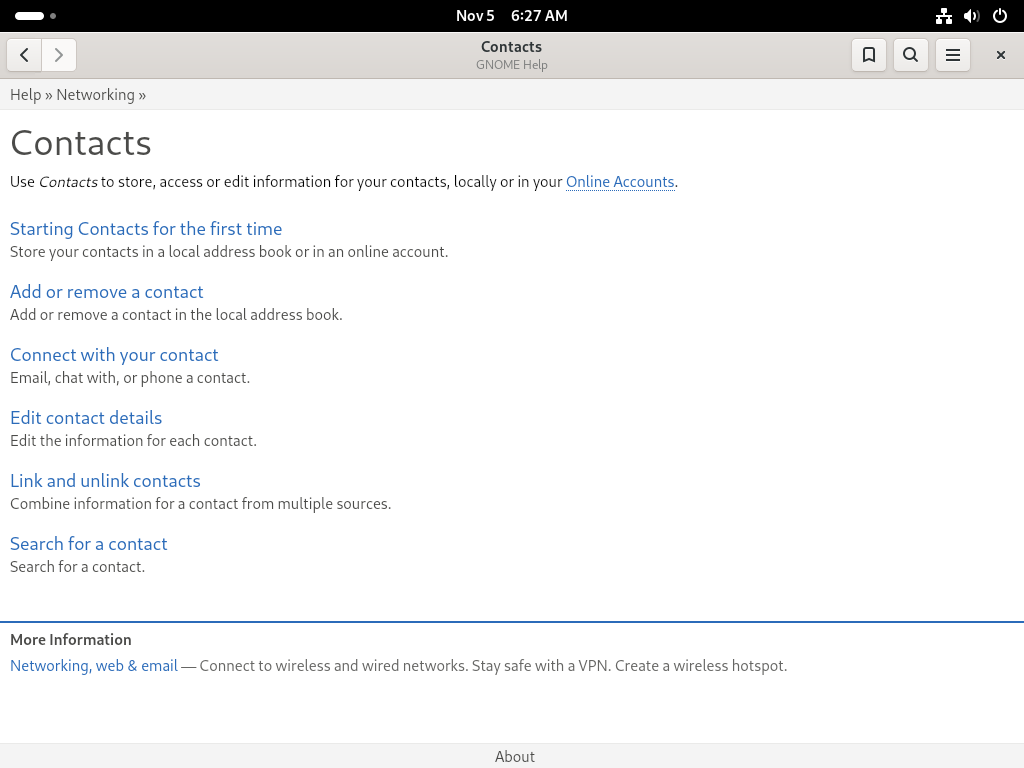 Nov 5 6:27 AM
Contacts
GNOME Help
Help » Networking »
Contacts
Use Contacts to store, access or edit information for your contacts, locally or in your Online Accounts.
Starting Contacts for the first time
Store your contacts in a local address book or in an online account.
Add or remove a contact
Add or remove a contact in the local address book.
Connect with your contact
Email, chat with, or phone a contact.
Edit contact details
Edit the information for each contact.
Link and unlink contacts
Combine information for a contact from multiple sources.
Search for a contact
Search for a contact.
More Information
Networking, web & email — Connect to wireless and wired networks. Stay safe with a VPN. Create a wireless hotspot.
About